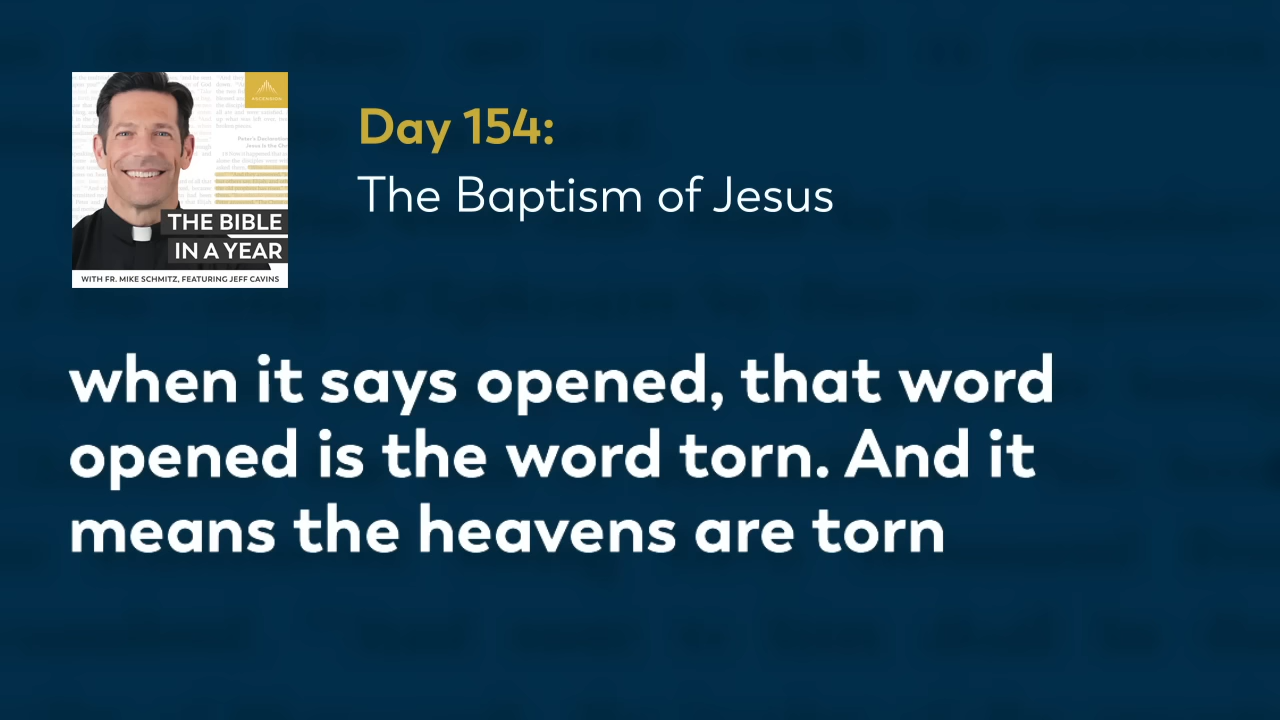 ASCENSION
Day 154:
The Baptism of Jesus
THE BIBLE
IN A YEAR
WITH FR. MIKE SCHMITZ, FEATURING JEFF CAVINS
when it says opened, that word
opened is the word torn. And it
means the heavens are torn